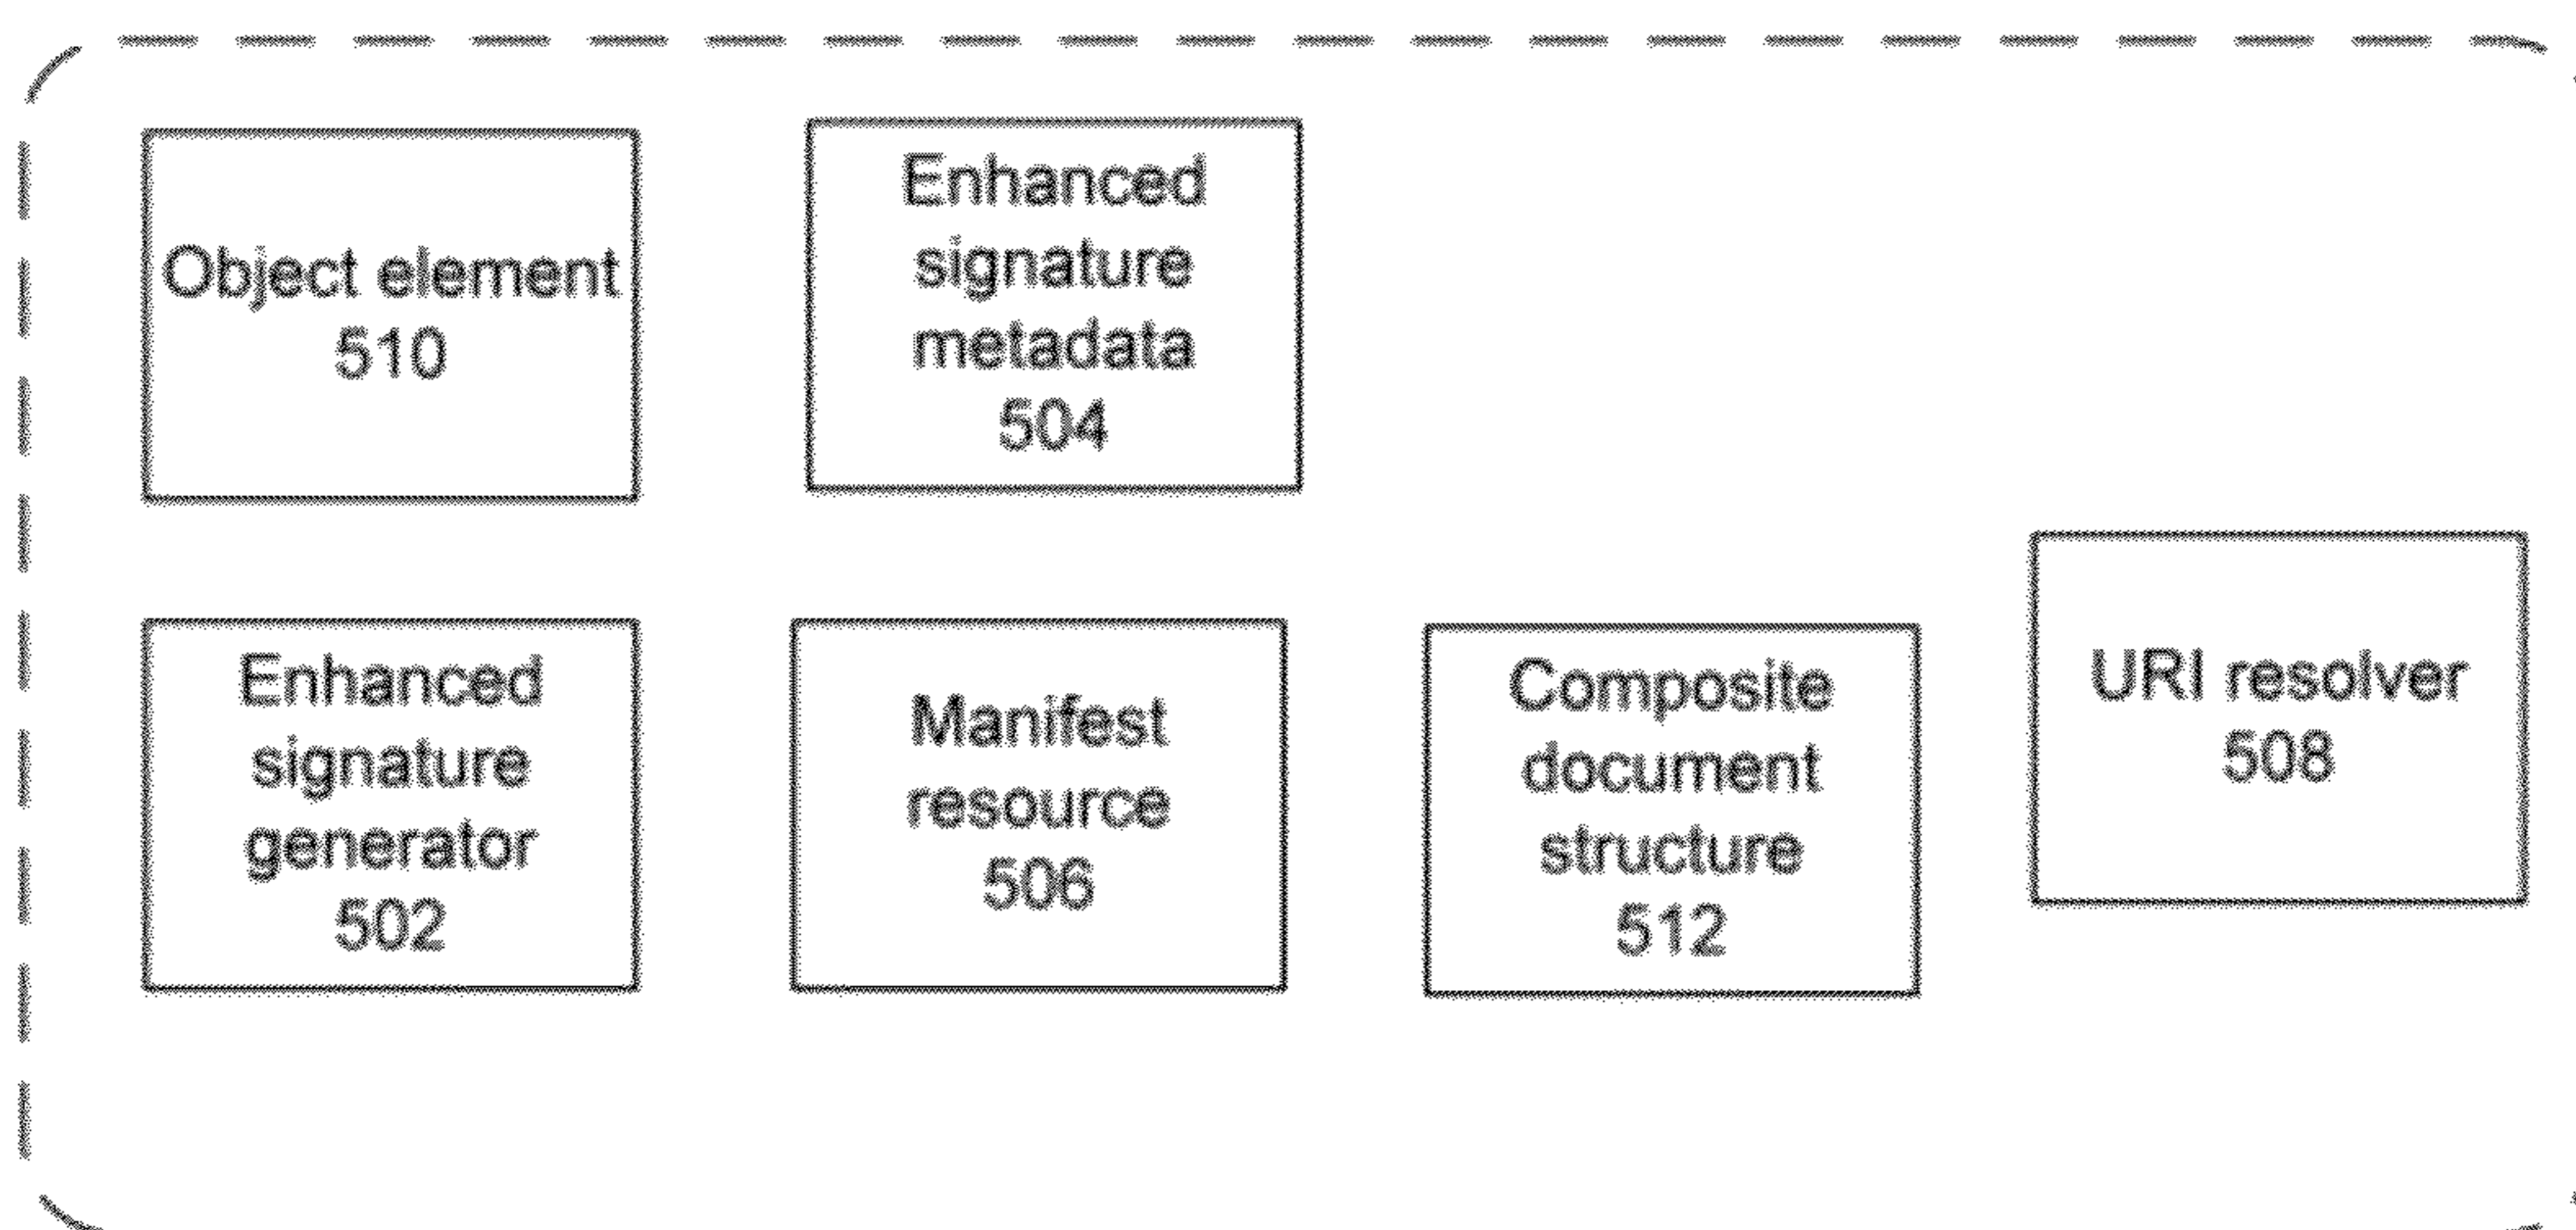 Object element
510
Enhanced
signature
metadata
504
Enhanced
signature
generator
502
Manifest
resource
506
Composite
document
structure
512
URI resolver
508